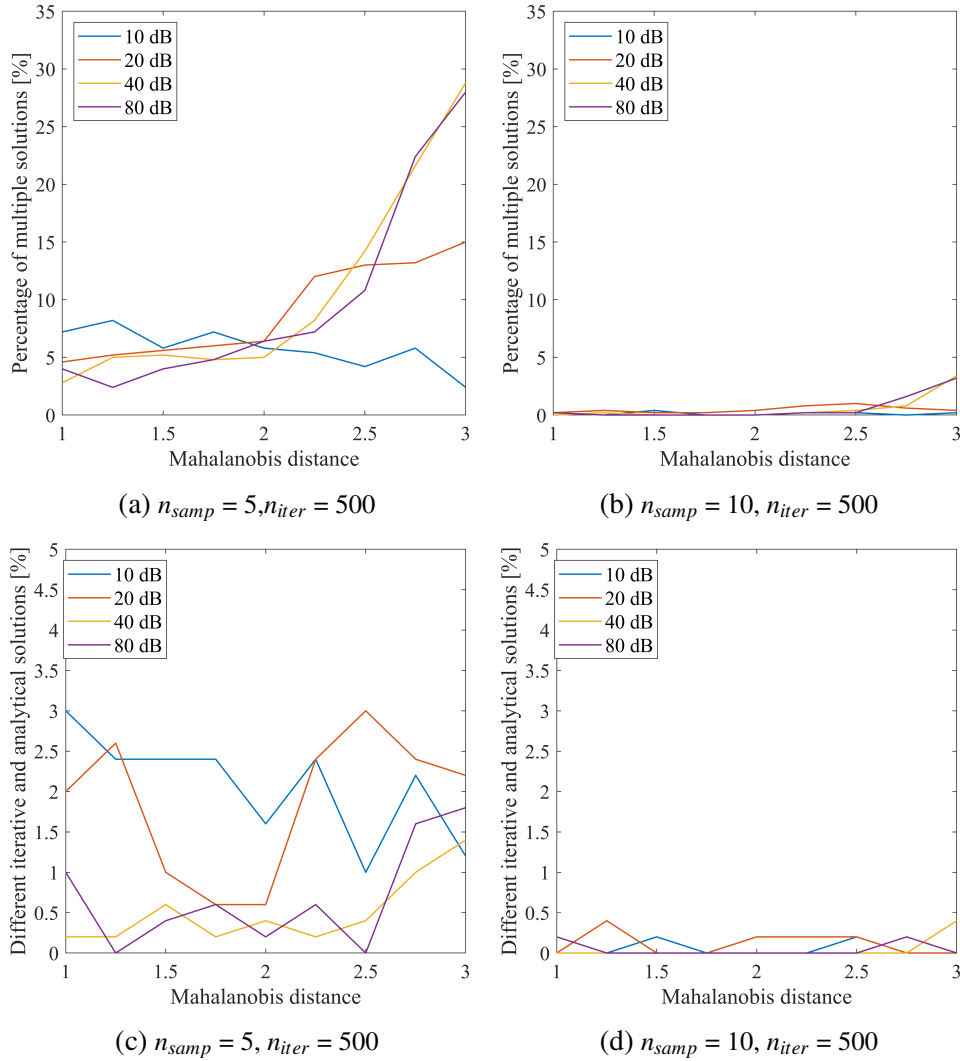 Percentage of multiple solutions [%]
35
30
25
20
15
10
5
0
10 dB
20 dB
40 dB
80 dB
1
1.5
2
2.5
3
Mahalanobis distance
(a) n_samp = 5,n_iter = 500
Percentage of multiple solutions [%]
35
30
25
20
15
10
5
0
10 dB
20 dB
40 dB
80 dB
1
1.5
2
2.5
3
Mahalanobis distance
(b) n_samp = 10, n_iter = 500
Different iterative and analytical solutions [%]
5
4.5
4
3.5
3
2.5
2
1.5
1
0.5
0
10 dB
20 dB
40 dB
80 dB
1
1.5
2
2.5
3
Mahalanobis distance
(c) n_samp = 5, n_iter = 500
Different iterative and analytical solutions [%]
5
4.5
4
3.5
3
2.5
2
1.5
1
0.5
0
10 dB
20 dB
40 dB
80 dB
1
1.5
2
2.5
3
Mahalanobis distance
(d) n_samp = 10, n_iter = 500